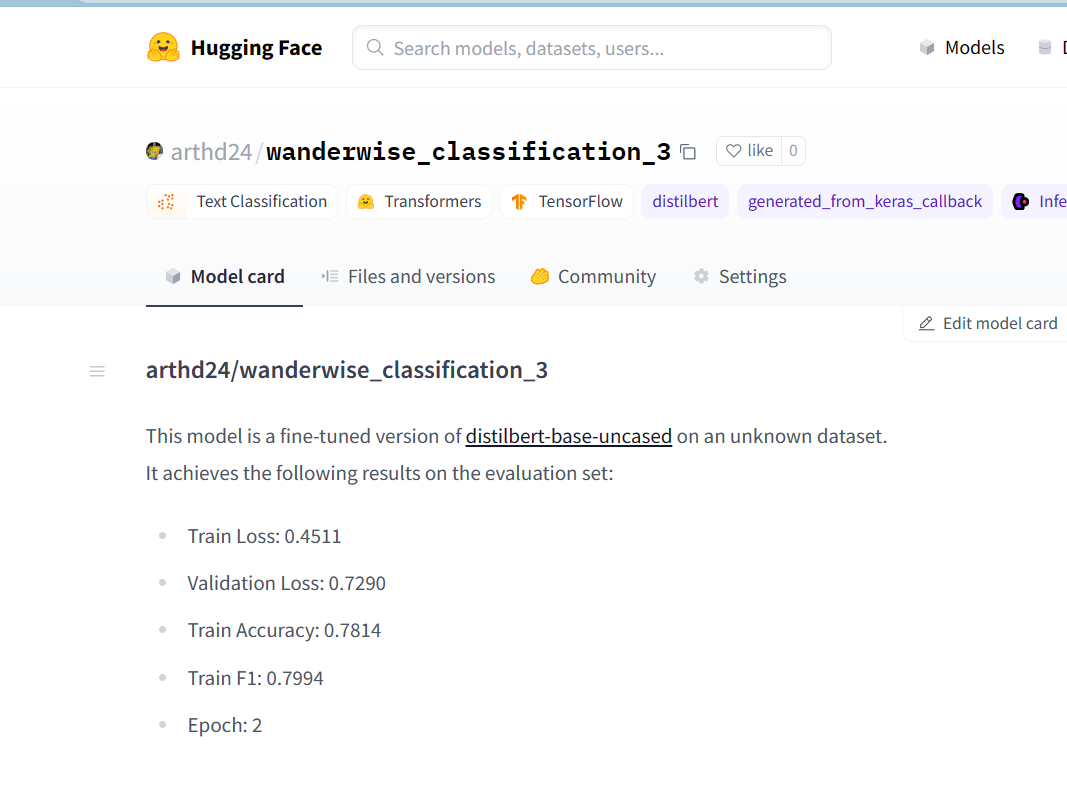 Hugging Face
Search models, datasets, users...
Models
arthd24/wanderwise_classification_3
like 0
Text Classification
Transformers
TensorFlow
distilbert
generated_from_keras_callback
Model card
Files and versions
Community
Settings
Edit model card
arthd24/wanderwise_classification_3
This model is a fine-tuned version of distilbert-base-uncased on an unknown dataset.
It achieves the following results on the evaluation set:
Train Loss: 0.4511
Validation Loss: 0.7290
Train Accuracy: 0.7814
Train F1: 0.7994
Epoch: 2